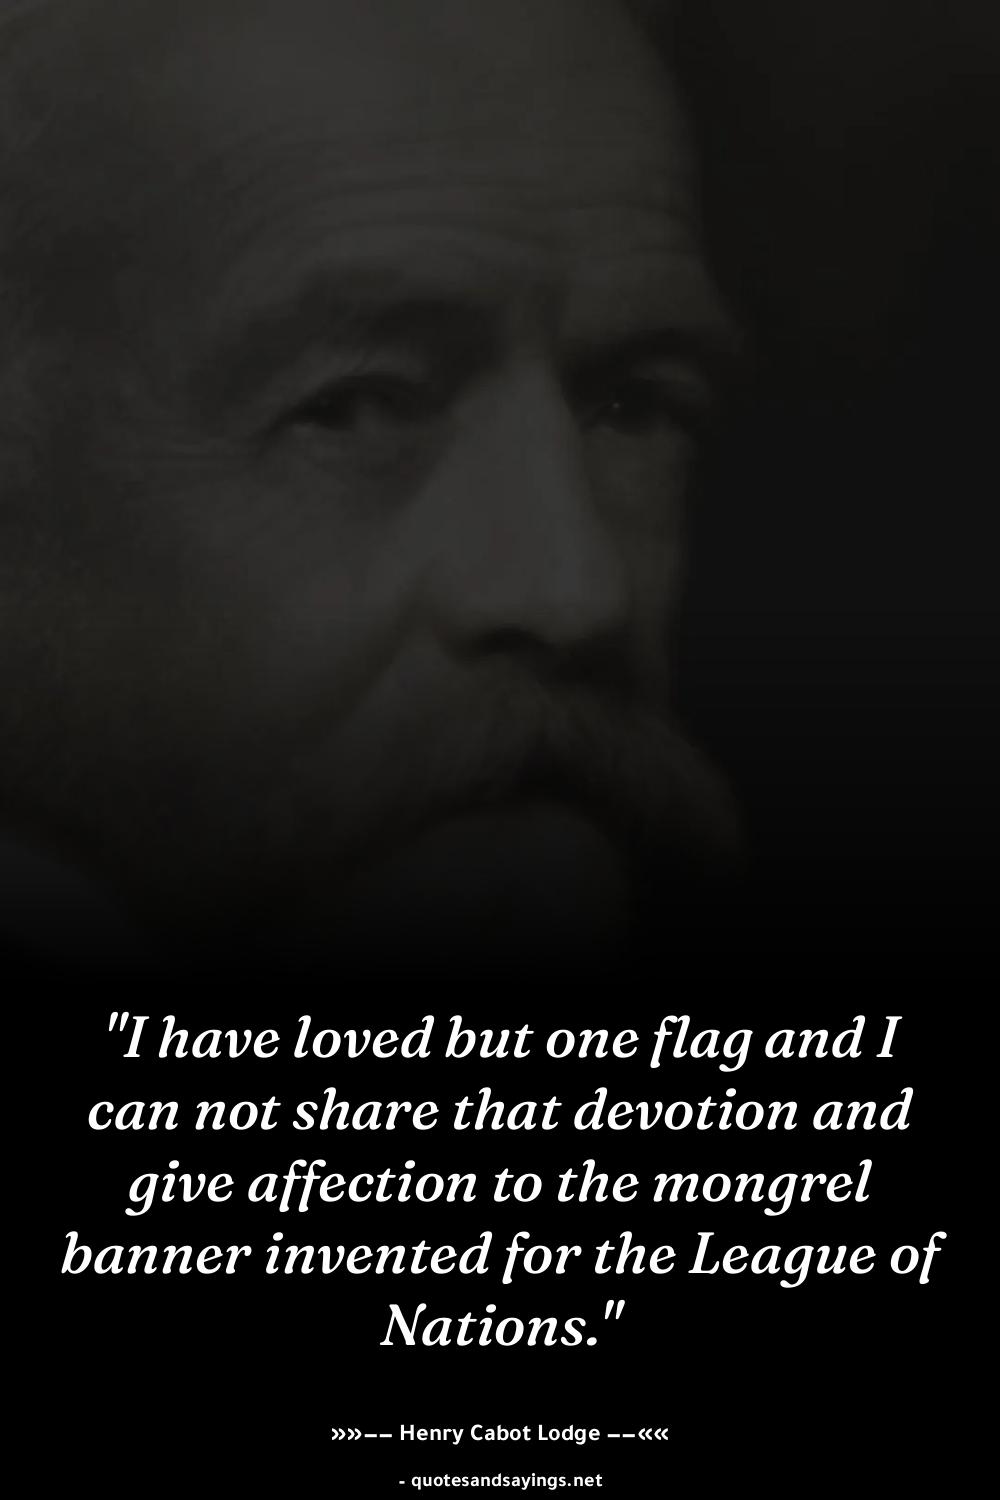 "I have loved but one flag and I
can not share that devotion and
give affection to the mongrel
banner invented for the League of
Nations."
»»–– Henry Cabot Lodge ––««
- quotesandsayings.net